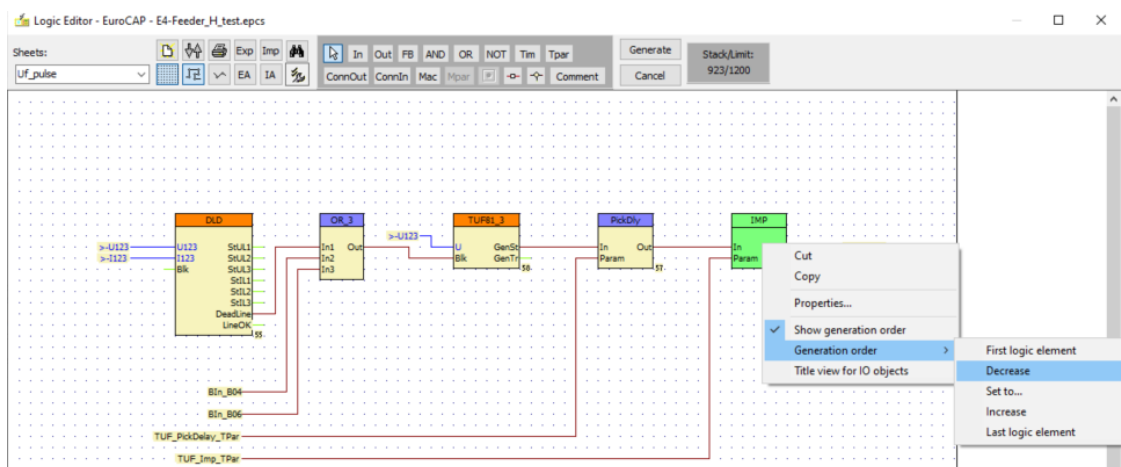 Logic Editor - EuroCAP - E4-Feeder_H_test.epcs
Sheets:
Uf_pulse
Exp Imp
EA IA
In Out FB AND OR NOT Tim Tpar
ConnOut ConnIn Mac Mpar Comment
Generate
Cancel
Stack/Limit:
923/1200
DLD
U123 StUL1
I123 StUL2
Blk StUL3
StIL1
StIL2
StIL3
DeadLine
LineOK
55
>-U123
>-I123
OR_3
In1 Out
In2
In3
>-U123
TUF81_3
U GenSt
Blk GenTr
56
PickDly
In Out
Param
57
IMP
In
Param
BIn_B04
BIn_B06
TUF_PickDelay_TPar
TUF_Imp_TPar
Cut
Copy
Properties...
Show generation order
Generation order
Title view for IO objects
First logic element
Decrease
Set to...
Increase
Last logic element